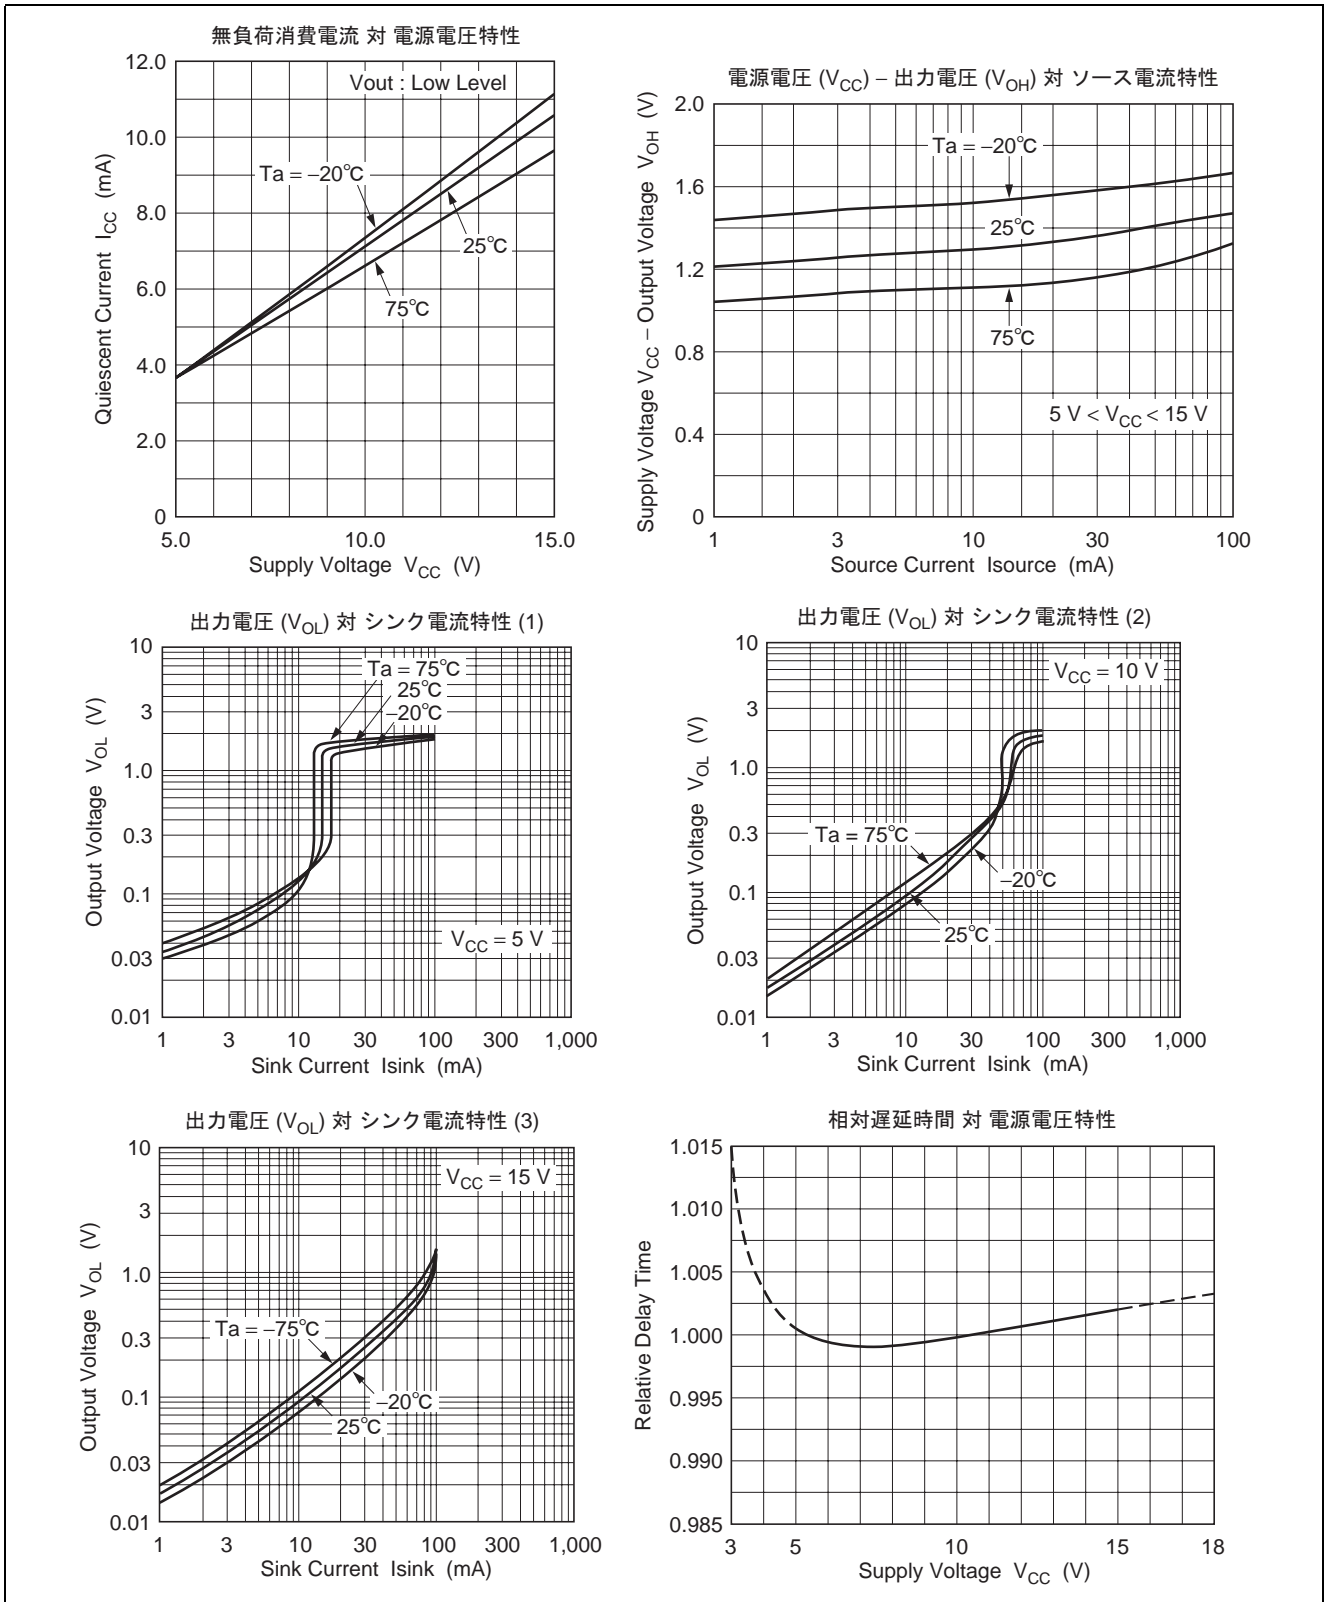 無負荷消費電流 対 電源電圧特性
12.0
10.0
8.0
6.0
4.0
2.0
0
Quiescent Current ICC (mA)
Vout : Low Level
Ta = −20°C
25°C
75°C
5.0 10.0 15.0
Supply Voltage VCC (V)
電源電圧 (VCC) − 出力電圧 (VOH) 対 ソース電流特性
2.0
1.6
1.2
0.8
0.4
0
Supply Voltage VCC − Output Voltage VOH (V)
Ta = −20°C
25°C
75°C
5 V < VCC < 15 V
1 3 10 30 100
Source Current Isource (mA)
出力電圧 (VOL) 対 シンク電流特性 (1)
10
3
1.0
0.3
0.1
0.03
0.01
Output Voltage VOL (V)
Ta = 75°C
25°C
−20°C
VCC = 5 V
1 3 10 30 100 300 1,000
Sink Current Isink (mA)
出力電圧 (VOL) 対 シンク電流特性 (2)
10
3
1.0
0.3
0.1
0.03
0.01
Output Voltage VOL (V)
VCC = 10 V
Ta = 75°C
−20°C
25°C
1 3 10 30 100 300 1,000
Sink Current Isink (mA)
出力電圧 (VOL) 対 シンク電流特性 (3)
10
3
1.0
0.3
0.1
0.03
0.01
Output Voltage VOL (V)
VCC = 15 V
Ta = −75°C
−20°C
25°C
1 3 10 30 100 300 1,000
Sink Current Isink (mA)
相対遅延時間 対 電源電圧特性
1.015
1.010
1.005
1.000
0.995
0.990
0.985
Relative Delay Time
3 5 10 15 18
Supply Voltage VCC (V)